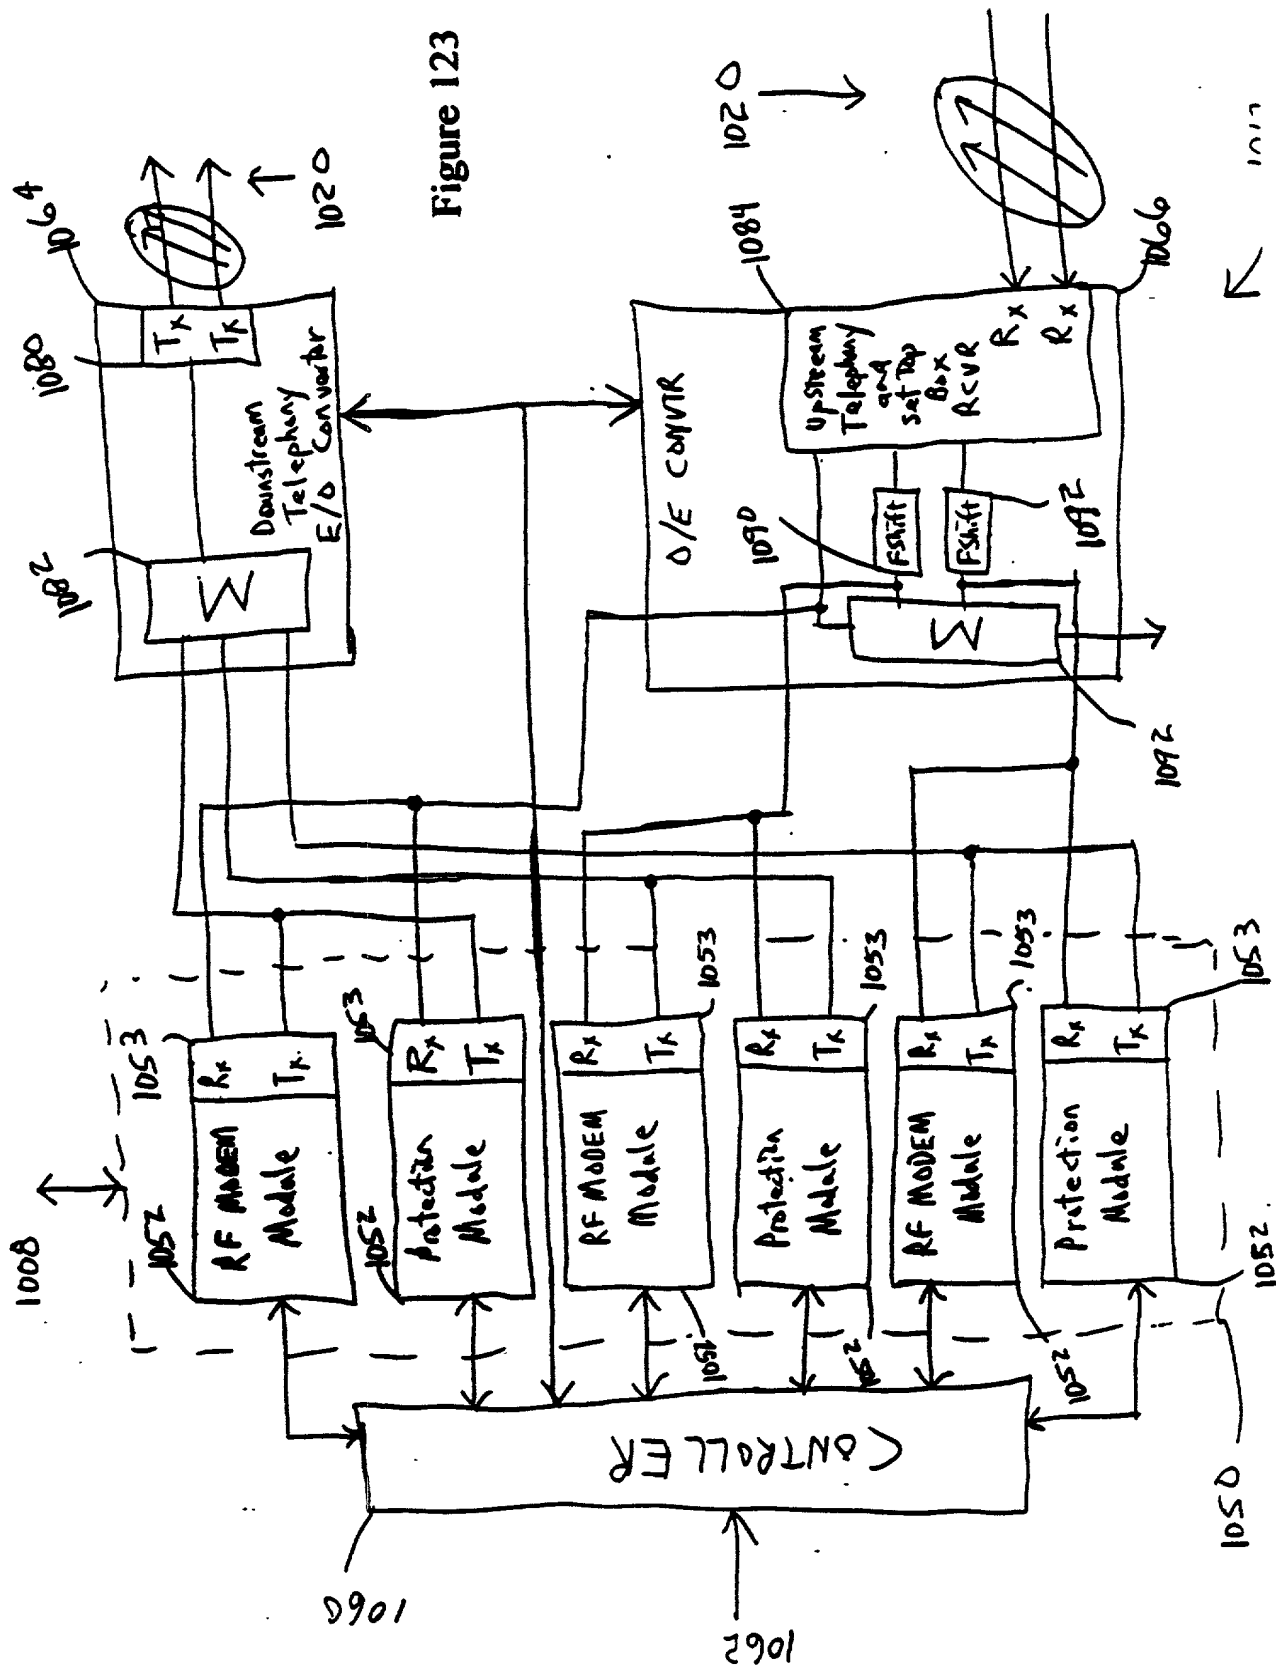 Figure 123
1064
1020
1080
Tx
Tx
Downstream
Telephony
E/O Convertor
1082
Σ
1020
1084
1066
O/E CONVTR
Upstream
Telephony
and
Set Top
Box
RCVR
Rx
Rx
1090
FShift
FShift
1092
Σ
1092
1008
1053
Rx
Tx
RF MODEM
Module
1052
1053
Rx
Tx
Protection
Module
1052
1053
Rx
Tx
RF MODEM
Module
1052
1053
Rx
Tx
Protection
Module
1052
1053
Rx
Tx
RF MODEM
Module
1052
1053
Rx
Tx
Protection
Module
1052
CONTROLLER
1060
1062
1050